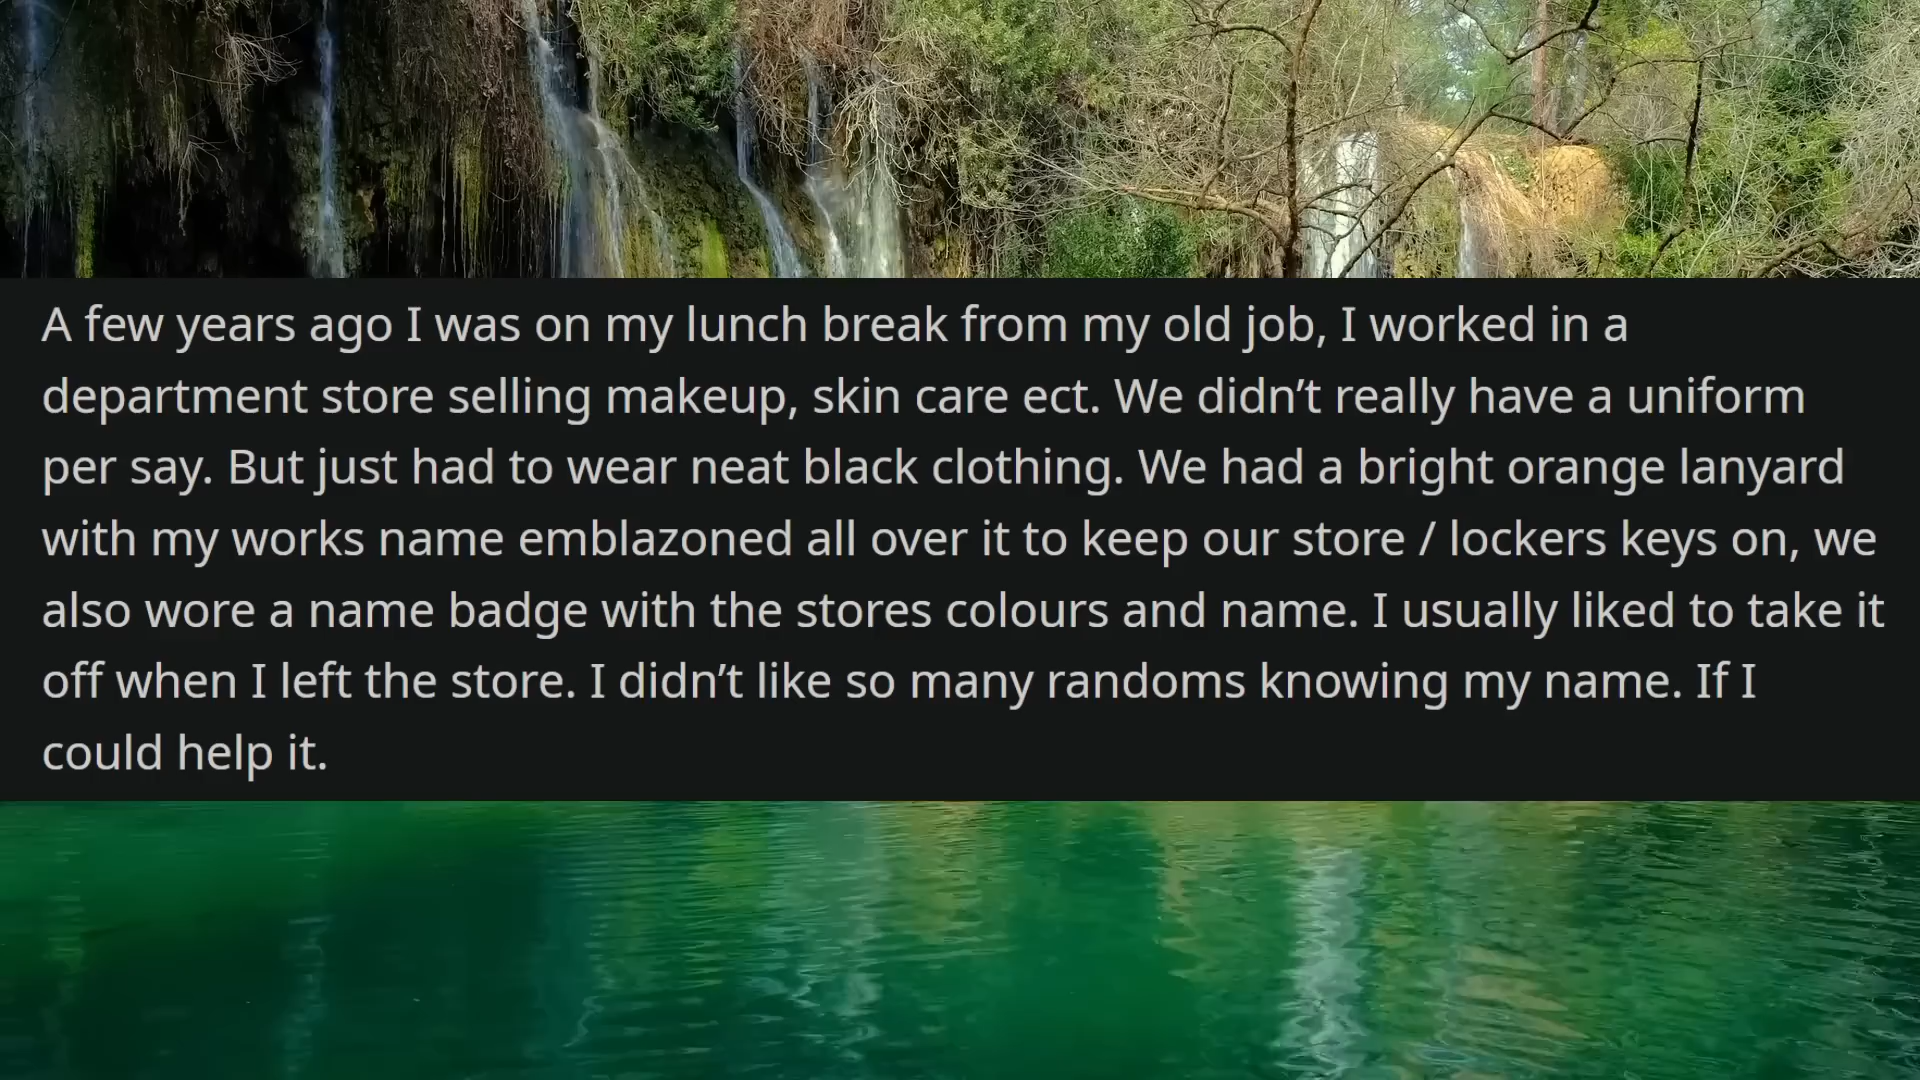 A few years ago I was on my lunch break from my old job, I worked in a
department store selling makeup, skin care ect. We didn’t really have a uniform
per say. But just had to wear neat black clothing. We had a bright orange lanyard
with my works name emblazoned all over it to keep our store / lockers keys on, we
also wore a name badge with the stores colours and name. I usually liked to take it
off when I left the store. I didn’t like so many randoms knowing my name. If I
could help it.